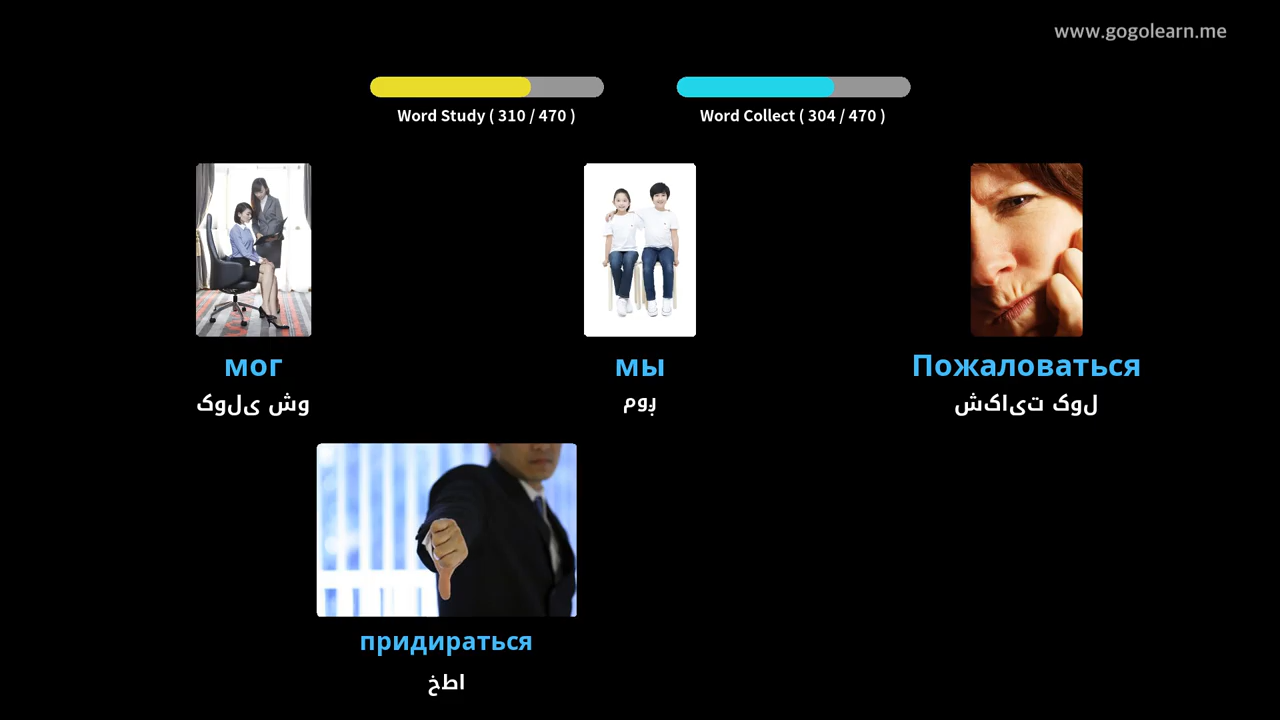 www.gogolearn.me
Word Study ( 310 / 470 )
Word Collect ( 304 / 470 )
мог
мы
Пожаловаться
وش یلوک
ږوم
لوک تیاکش
придираться
اطخ